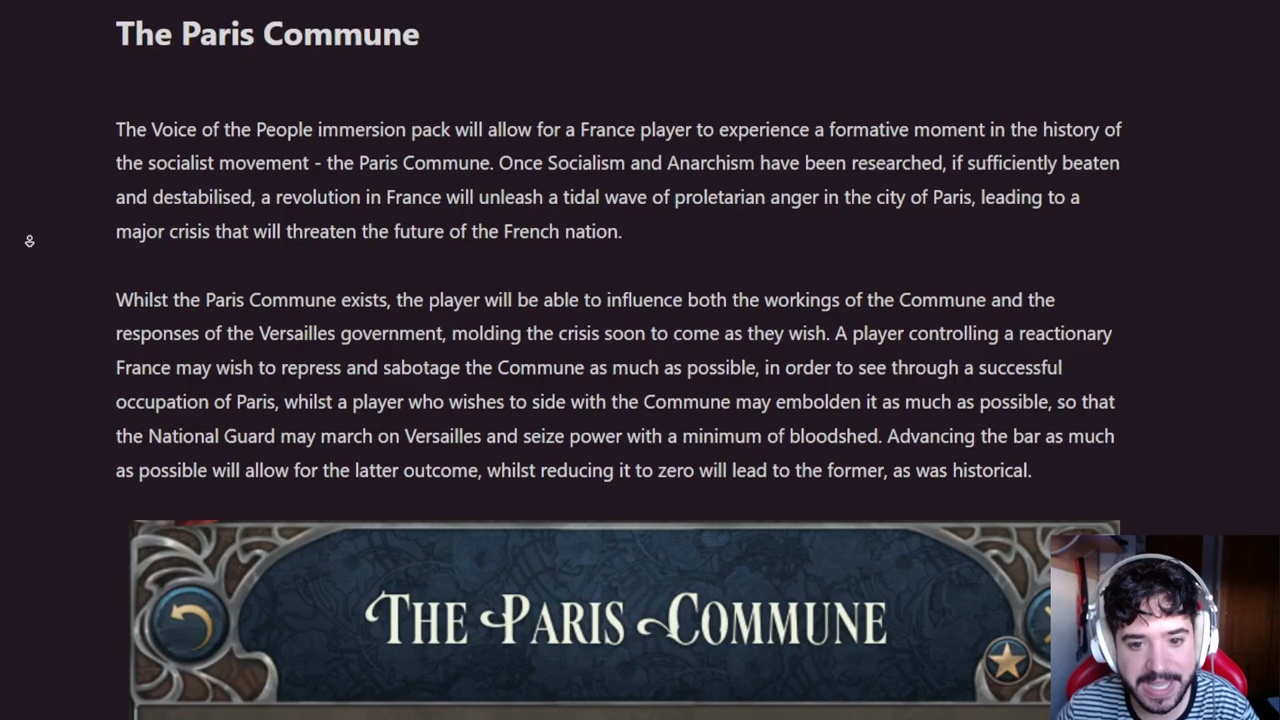 The Paris Commune
The Voice of the People immersion pack will allow for a France player to experience a formative moment in the history of
the socialist movement - the Paris Commune. Once Socialism and Anarchism have been researched, if sufficiently beaten
and destabilised, a revolution in France will unleash a tidal wave of proletarian anger in the city of Paris, leading to a
major crisis that will threaten the future of the French nation.
Whilst the Paris Commune exists, the player will be able to influence both the workings of the Commune and the
responses of the Versailles government, molding the crisis soon to come as they wish. A player controlling a reactionary
France may wish to repress and sabotage the Commune as much as possible, in order to see through a successful
occupation of Paris, whilst a player who wishes to side with the Commune may embolden it as much as possible, so that
the National Guard may march on Versailles and seize power with a minimum of bloodshed. Advancing the bar as much
as possible will allow for the latter outcome, whilst reducing it to zero will lead to the former, as was historical.
The Paris Commune